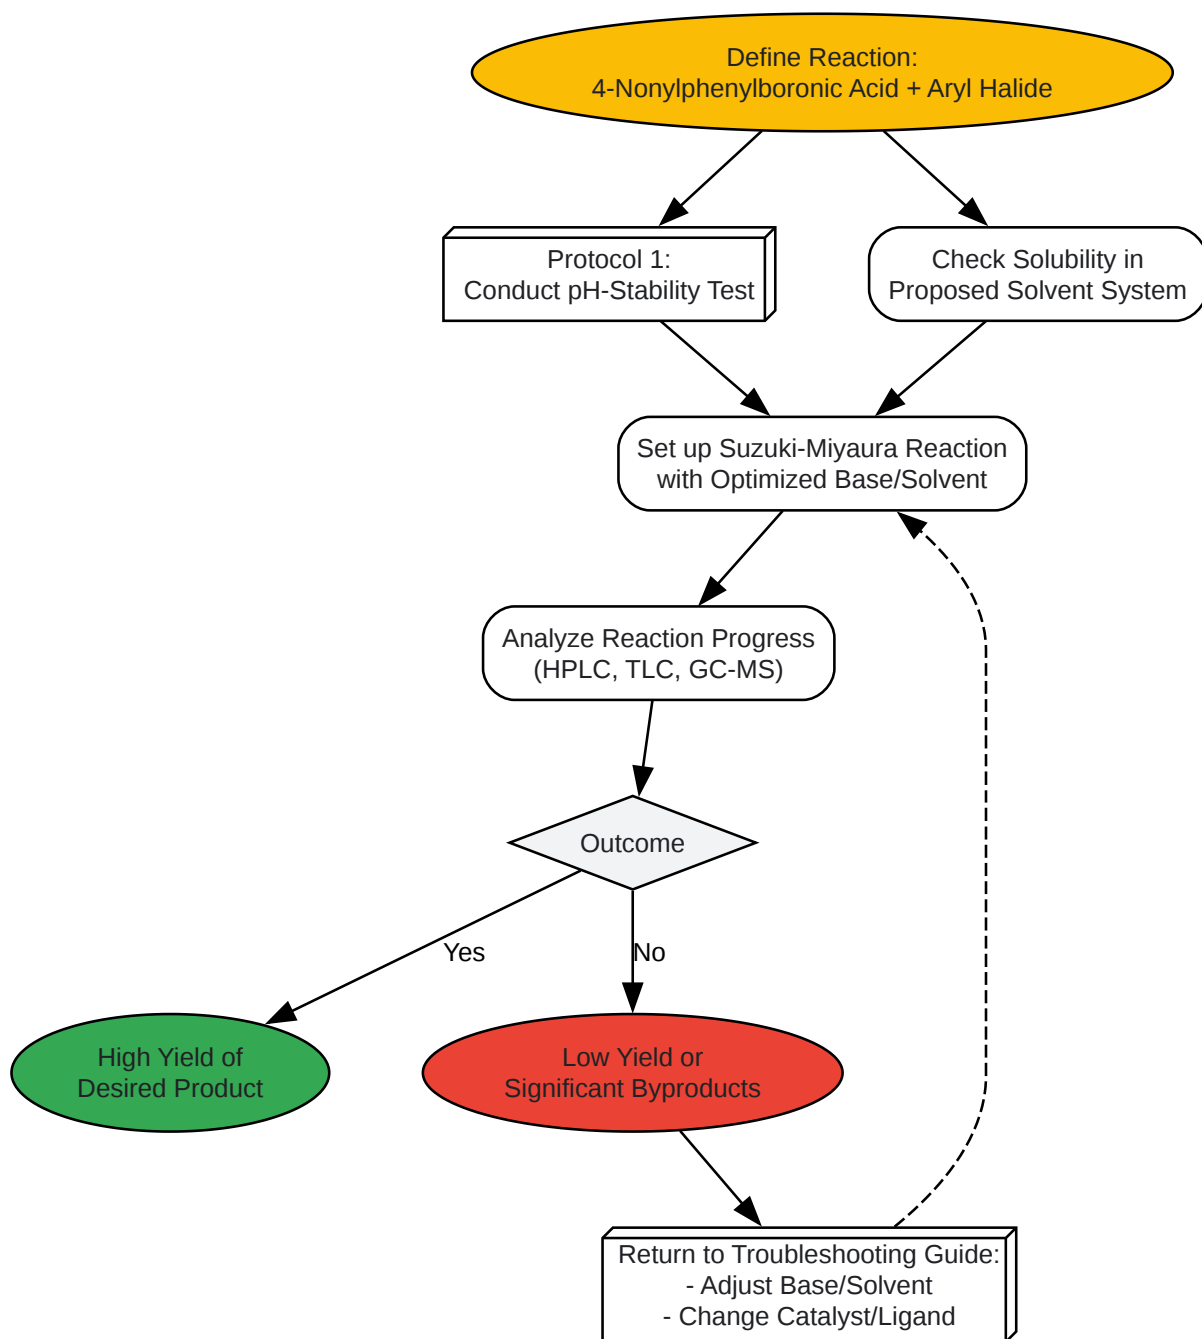 Define Reaction:
4-Nonylphenylboronic Acid + Aryl Halide
Protocol 1:
Conduct pH-Stability Test
Check Solubility in
Proposed Solvent System
Set up Suzuki-Miyaura Reaction
with Optimized Base/Solvent
Analyze Reaction Progress
(HPLC, TLC, GC-MS)
Outcome
Yes
No
High Yield of
Desired Product
Low Yield or
Significant Byproducts
Return to Troubleshooting Guide:
- Adjust Base/Solvent
- Change Catalyst/Ligand